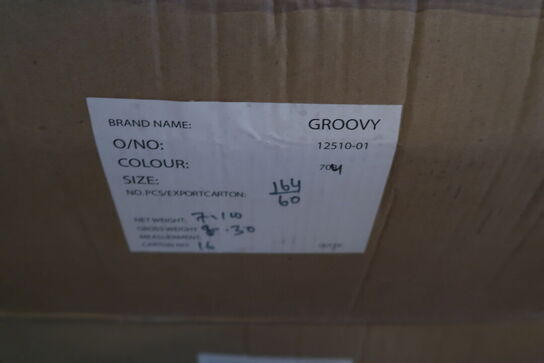 BRAND NAME: GROOVY
O/NO: 12510-01
COLOUR:
SIZE: 164
NO.PCS/EXPORTCARTON: 60
NET WEIGHT: 7.10
GROSS WEIGHT 8.30
MEASUREMENT:
CARTON NO: 16